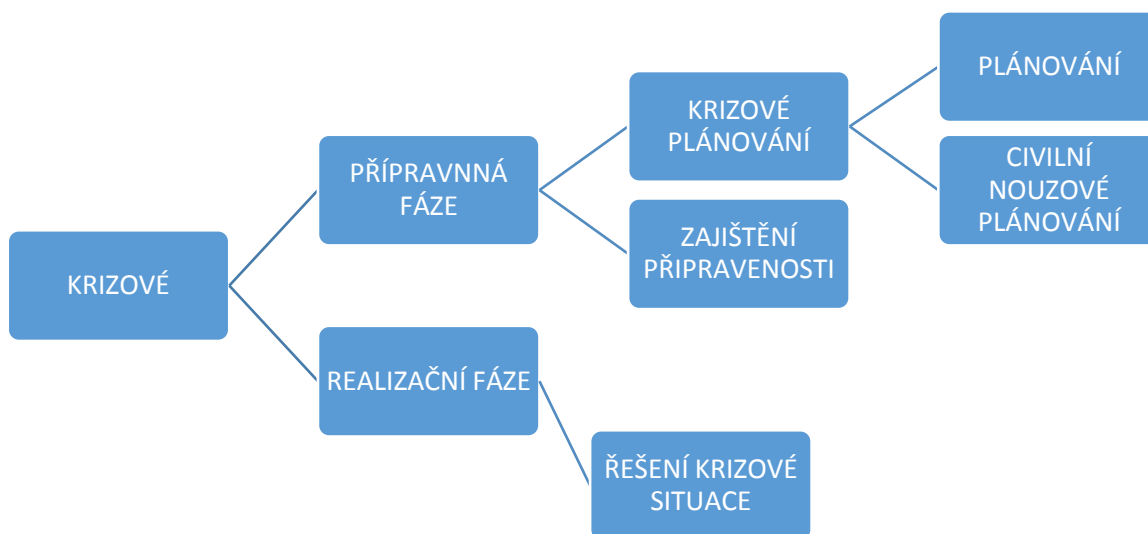 PLÁNOVÁNÍ
KRIZOVÉ
PLÁNOVÁNÍ
CIVILNÍ
NOUZOVÉ
PLÁNOVÁNÍ
PŘÍPRAVNNÁ
FÁZE
ZAJIŠTĚNÍ
PŘIPRAVENOSTI
KRIZOVÉ
REALIZAČNÍ FÁZE
ŘEŠENÍ KRIZOVÉ
SITUACE